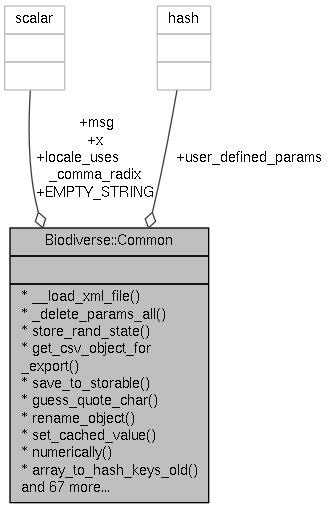 scalar
hash
+msg
+x
+locale_uses
_comma_radix
+EMPTY_STRING
+user_defined_params
Biodiverse::Common
* __load_xml_file()
* _delete_params_all()
* store_rand_state()
* get_csv_object_for
_export()
* save_to_storable()
* guess_quote_char()
* rename_object()
* set_cached_value()
* numerically()
* array_to_hash_keys_old()
and 67 more...